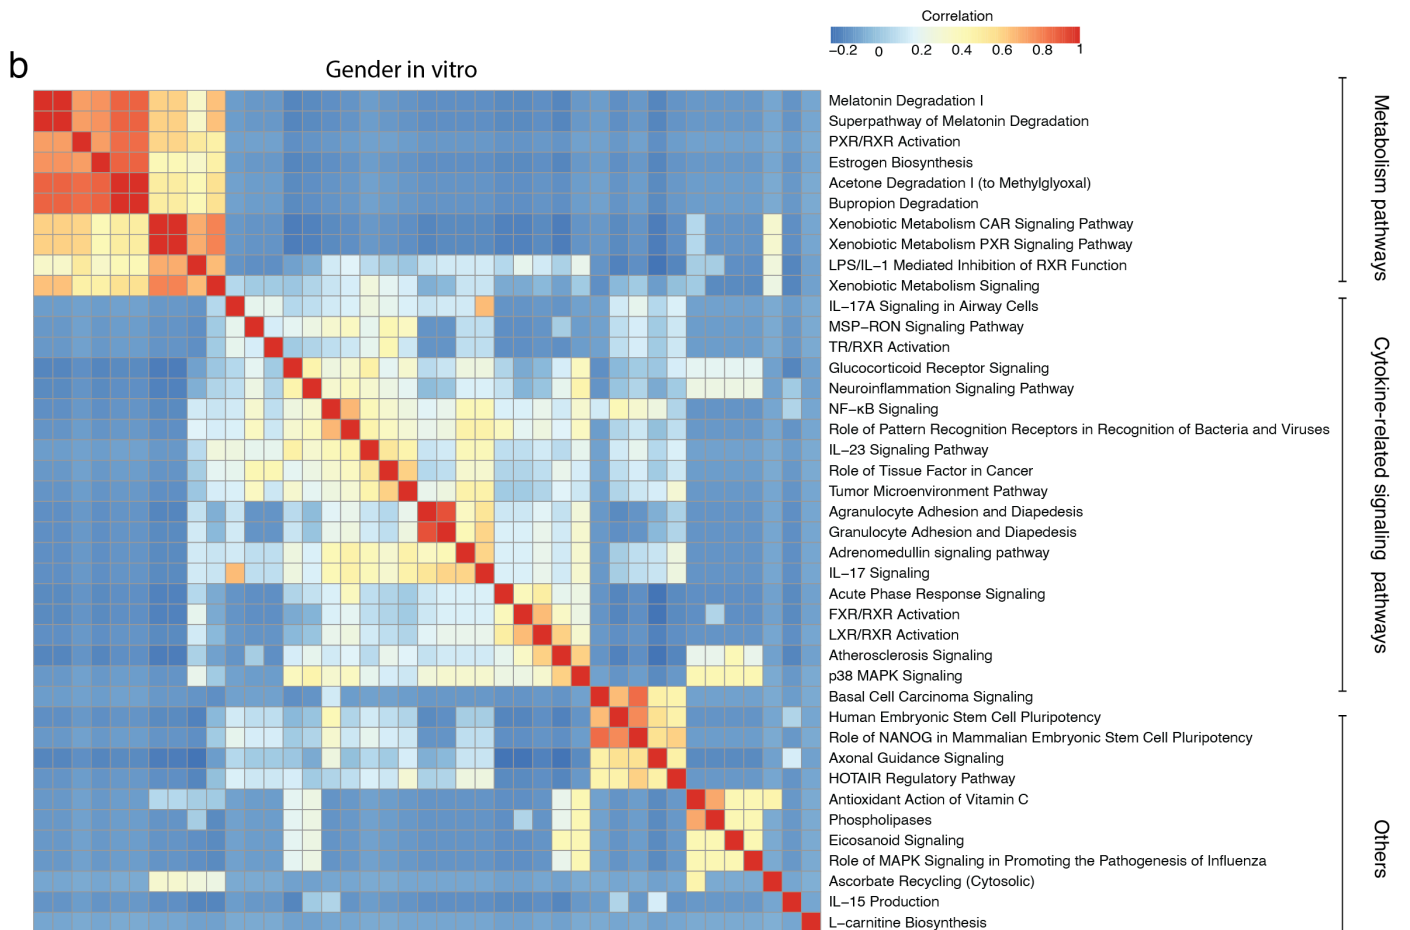 Correlation
−0.2 0 0.2 0.4 0.6 0.8 1
b
Gender in vitro
Melatonin Degradation I
Superpathway of Melatonin Degradation
PXR/RXR Activation
Estrogen Biosynthesis
Acetone Degradation I (to Methylglyoxal)
Bupropion Degradation
Xenobiotic Metabolism CAR Signaling Pathway
Xenobiotic Metabolism PXR Signaling Pathway
LPS/IL−1 Mediated Inhibition of RXR Function
Xenobiotic Metabolism Signaling
IL−17A Signaling in Airway Cells
MSP−RON Signaling Pathway
TR/RXR Activation
Glucocorticoid Receptor Signaling
Neuroinflammation Signaling Pathway
NF−κB Signaling
Role of Pattern Recognition Receptors in Recognition of Bacteria and Viruses
IL−23 Signaling Pathway
Role of Tissue Factor in Cancer
Tumor Microenvironment Pathway
Agranulocyte Adhesion and Diapedesis
Granulocyte Adhesion and Diapedesis
Adrenomedullin signaling pathway
IL−17 Signaling
Acute Phase Response Signaling
FXR/RXR Activation
LXR/RXR Activation
Atherosclerosis Signaling
p38 MAPK Signaling
Basal Cell Carcinoma Signaling
Human Embryonic Stem Cell Pluripotency
Role of NANOG in Mammalian Embryonic Stem Cell Pluripotency
Axonal Guidance Signaling
HOTAIR Regulatory Pathway
Antioxidant Action of Vitamin C
Phospholipases
Eicosanoid Signaling
Role of MAPK Signaling in Promoting the Pathogenesis of Influenza
Ascorbate Recycling (Cytosolic)
IL−15 Production
L−carnitine Biosynthesis
Metabolism pathways
Cytokine-related signaling pathways
Others